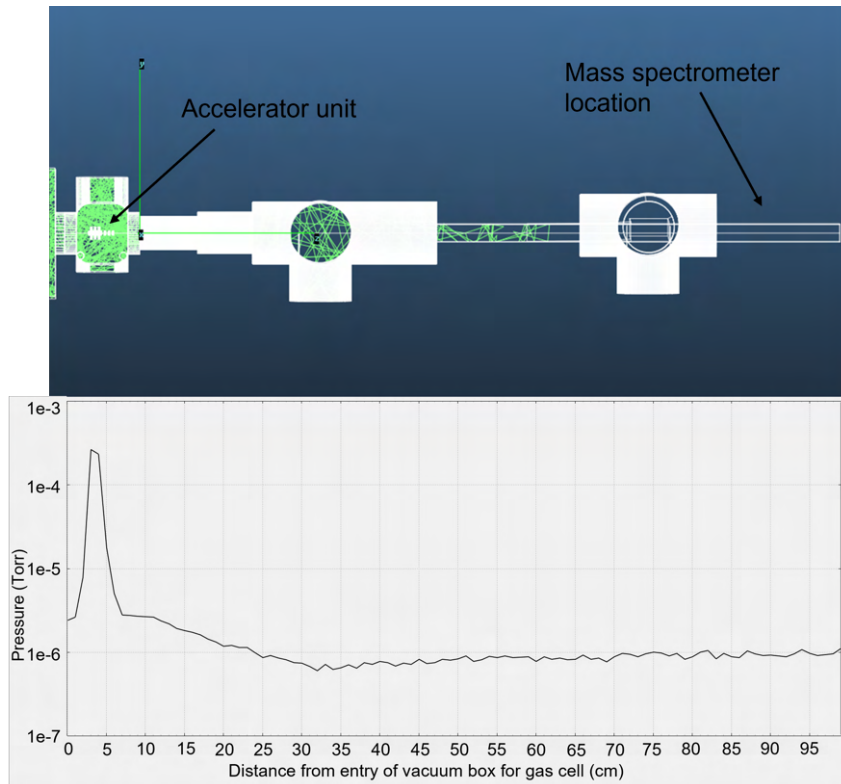 Mass spectrometer
location
Accelerator unit
1e-3
1e-4
1e-5
1e-6
1e-7
Pressure (Torr)
0 5 10 15 20 25 30 35 40 45 50 55 60 65 70 75 80 85 90 95
Distance from entry of vacuum box for gas cell (cm)